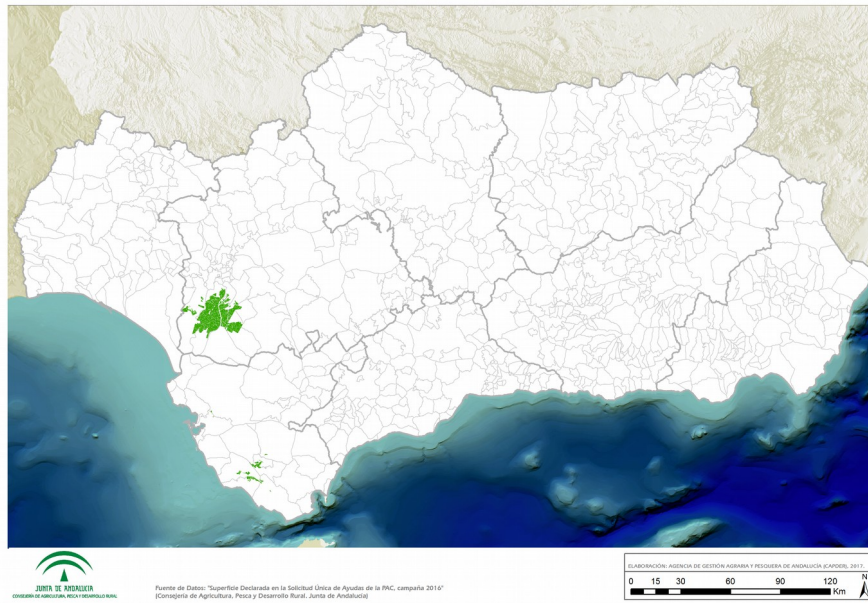 JUNTA DE ANDALUCIA
CONSEJERÍA DE AGRICULTURA, PESCA Y DESARROLLO RURAL
Fuente de Datos: "Superficie Declarada en la Solicitud Única de Ayudas de la PAC, campaña 2016"
(Consejería de Agricultura, Pesca y Desarrollo Rural. Junta de Andalucía)
ELABORACIÓN: AGENCIA DE GESTIÓN AGRARIA Y PESQUERA DE ANDALUCÍA (CAPDER), 2017.
0 15 30 60 90 120
Km
N